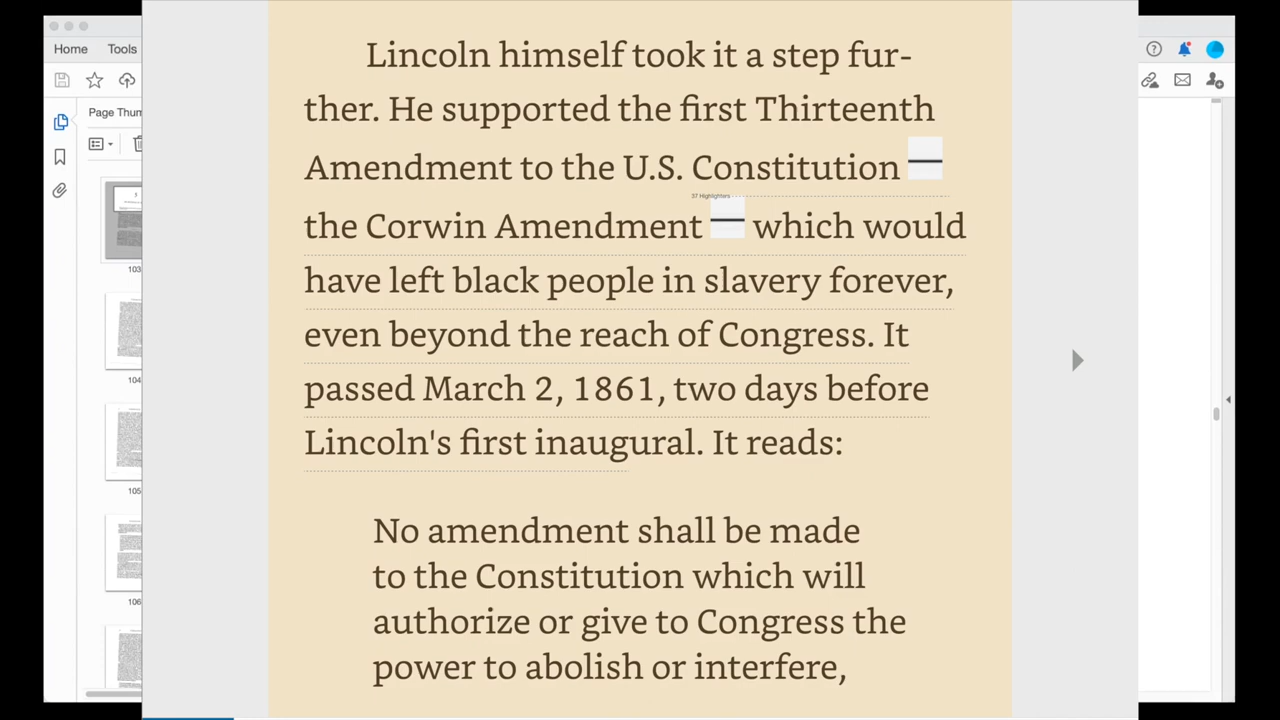 Home Tools
Page Thum
Lincoln himself took it a step fur-
ther. He supported the first Thirteenth
Amendment to the U.S. Constitution —
37 Highlighters
the Corwin Amendment — which would
have left black people in slavery forever,
even beyond the reach of Congress. It
passed March 2, 1861, two days before
Lincoln's first inaugural. It reads:
No amendment shall be made
to the Constitution which will
authorize or give to Congress the
power to abolish or interfere,
103
104
105
106